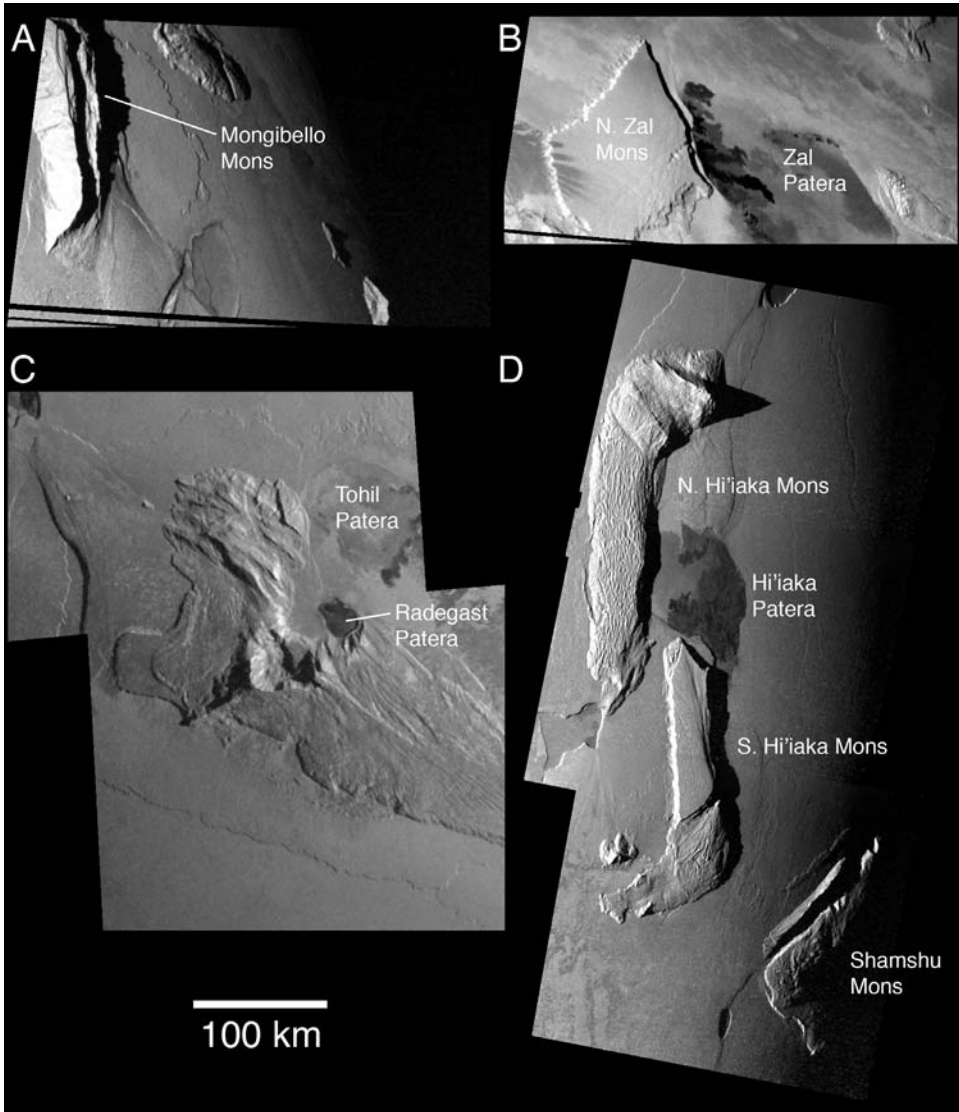 A
Mongibello
Mons
B
N. Zal
Mons
Zal
Patera
C
Tohil
Patera
Radegast
Patera
100 km
D
N. Hi'iaka Mons
Hi'iaka
Patera
S. Hi'iaka Mons
Shamshu
Mons